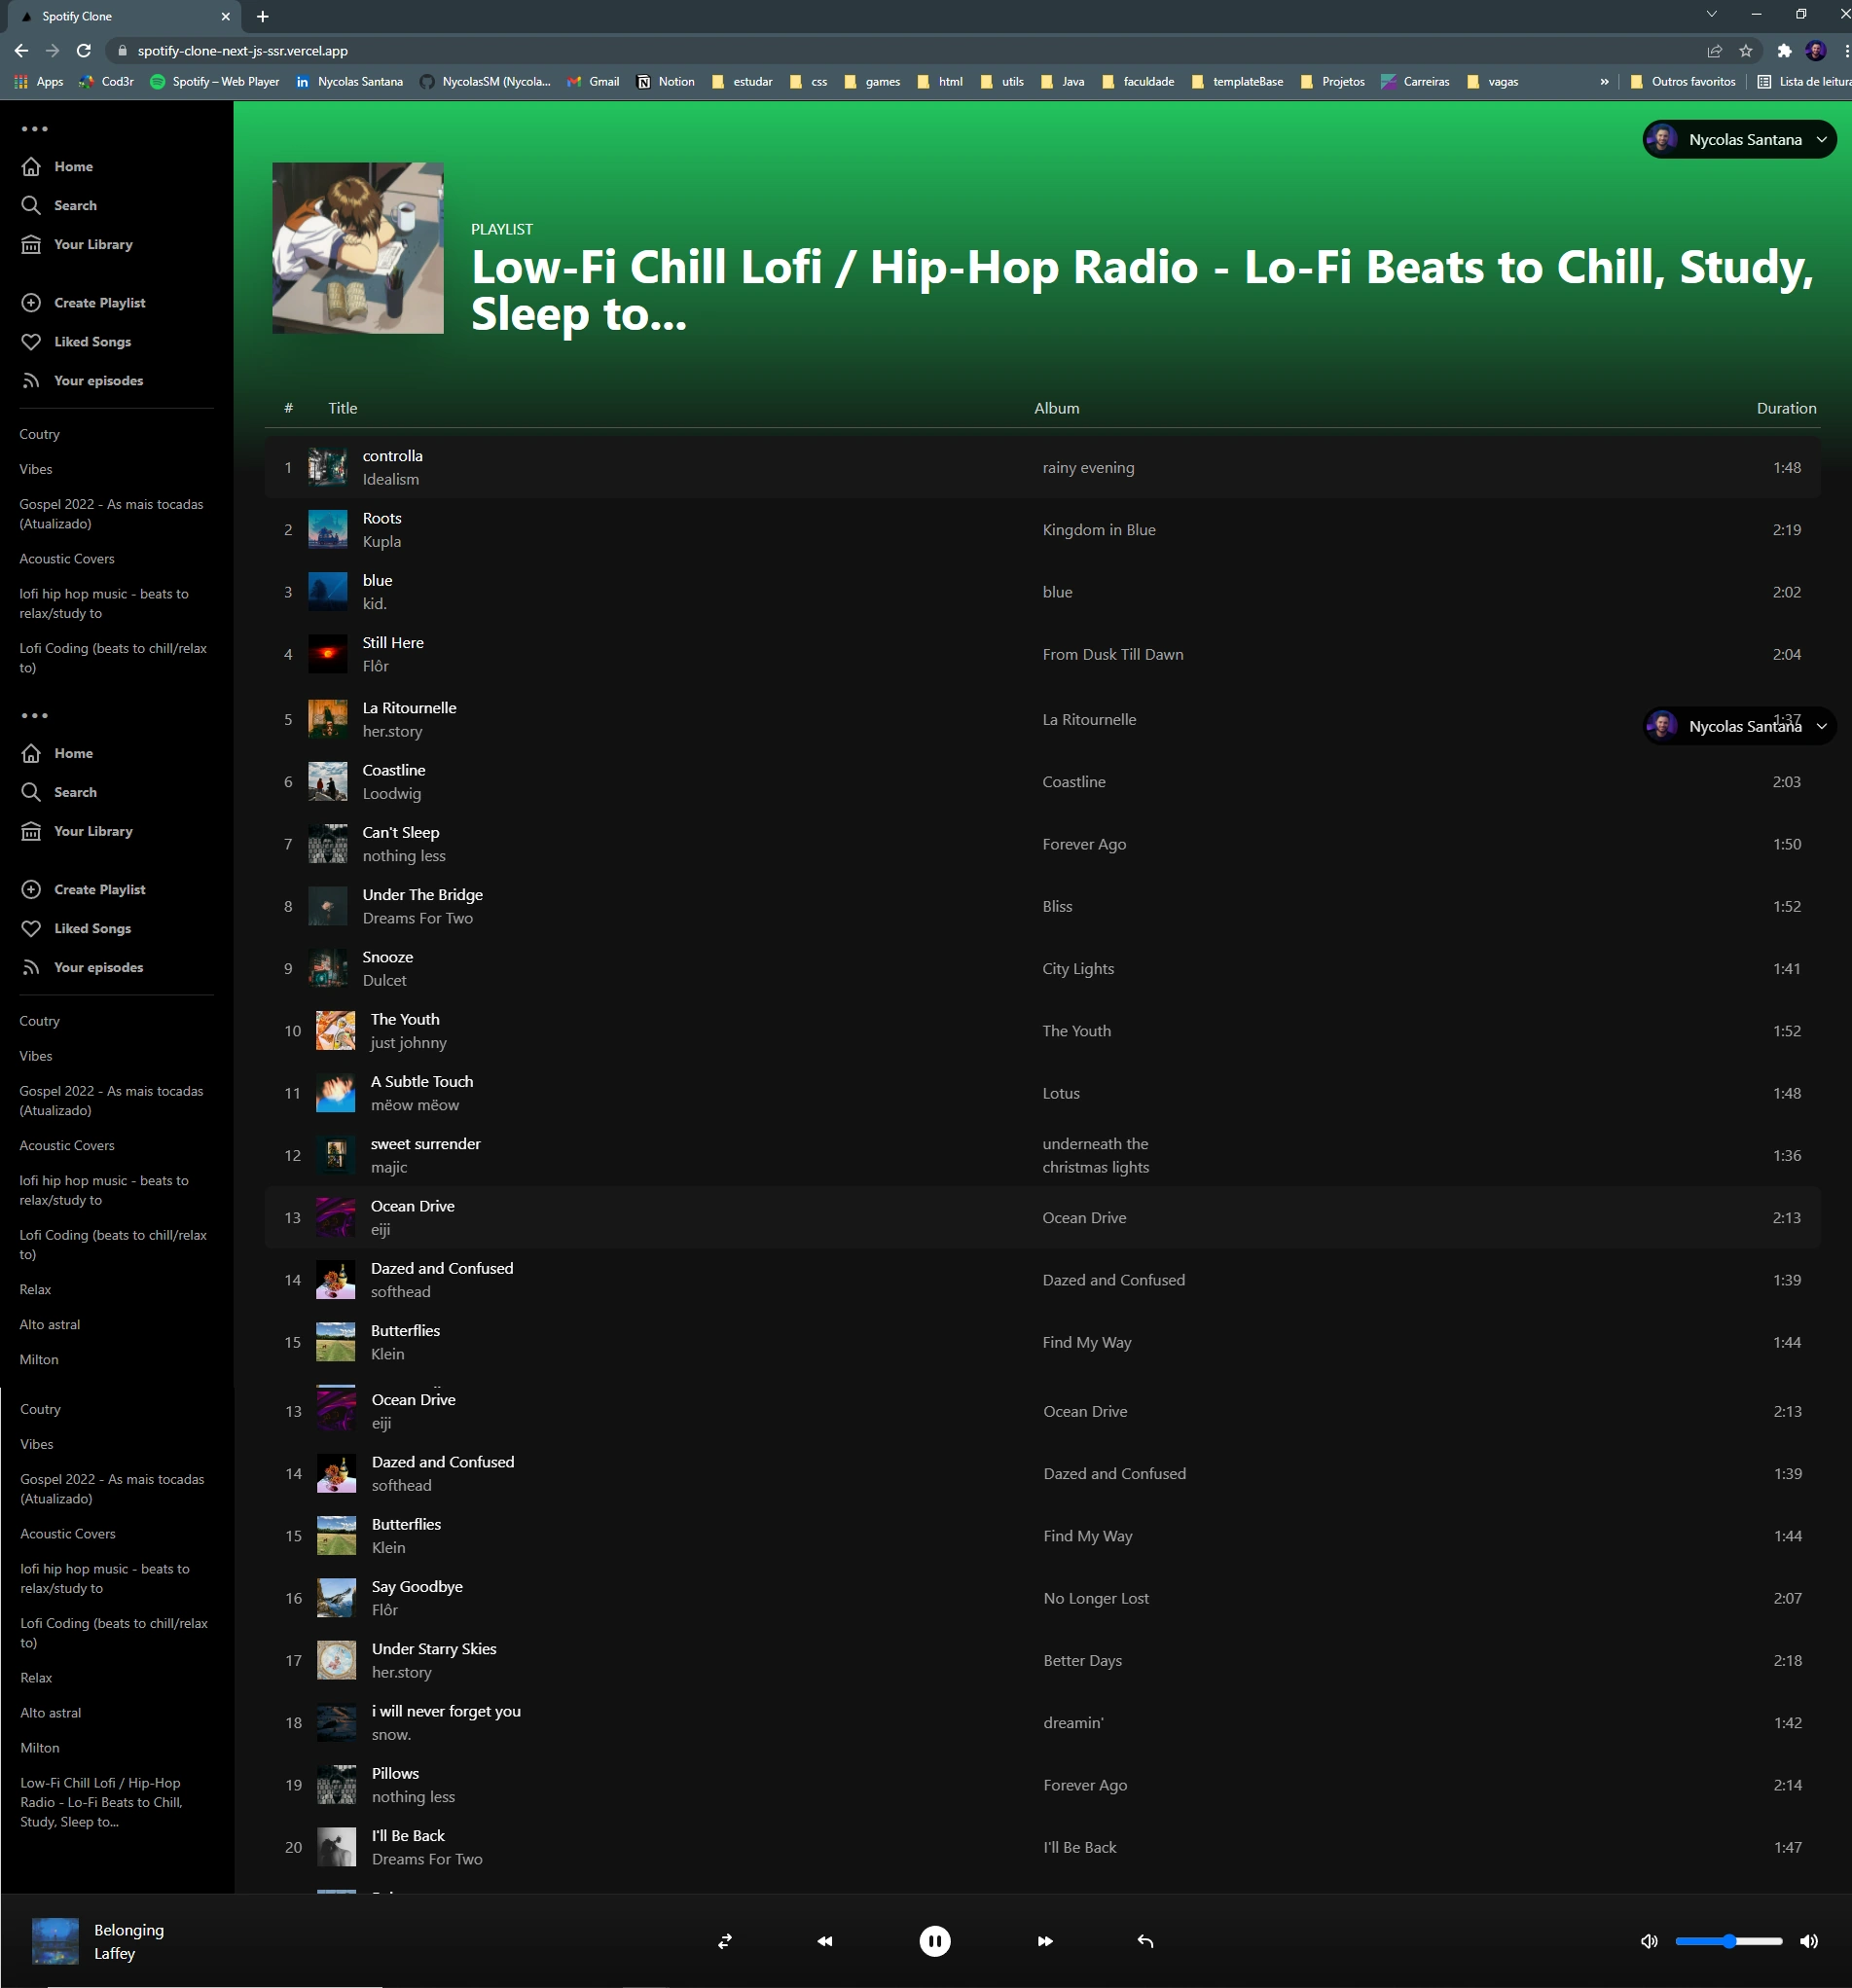 Spotify Clone
spotify-clone-next-js-ssr.vercel.app
Apps
Cod3r
Spotify – Web Player
Nycolas Santana
NycolasSM (Nycola...
Gmail
Notion
estudar
css
games
html
utils
Java
faculdade
templateBase
Projetos
Carreiras
vagas
»
Outros favoritos
Lista de leitura
Home
Search
Your Library
Create Playlist
Liked Songs
Your episodes
Coutry
Vibes
Gospel 2022 - As mais tocadas
(Atualizado)
Acoustic Covers
lofi hip hop music - beats to
relax/study to
Lofi Coding (beats to chill/relax
to)
Nycolas Santana
PLAYLIST
Low-Fi Chill Lofi / Hip-Hop Radio - Lo-Fi Beats to Chill, Study,
Sleep to...
# Title Album Duration
1 controlla rainy evening 1:48
Idealism
2 Roots Kingdom in Blue 2:19
Kupla
3 blue blue 2:02
kid.
4 Still Here From Dusk Till Dawn 2:04
Flôr
Home
Search
Your Library
Create Playlist
Liked Songs
Your episodes
Coutry
Vibes
Gospel 2022 - As mais tocadas
(Atualizado)
Acoustic Covers
lofi hip hop music - beats to
relax/study to
Lofi Coding (beats to chill/relax
to)
Relax
Alto astral
Milton
Nycolas Santana
5 La Ritournelle La Ritournelle 1:37
her.story
6 Coastline Coastline 2:03
Loodwig
7 Can't Sleep Forever Ago 1:50
nothing less
8 Under The Bridge Bliss 1:52
Dreams For Two
9 Snooze City Lights 1:41
Dulcet
10 The Youth The Youth 1:52
just johnny
11 A Subtle Touch Lotus 1:48
mëow mëow
12 sweet surrender underneath the 1:36
majic christmas lights
13 Ocean Drive Ocean Drive 2:13
eiji
14 Dazed and Confused Dazed and Confused 1:39
softhead
15 Butterflies Find My Way 1:44
Klein
Coutry
Vibes
Gospel 2022 - As mais tocadas
(Atualizado)
Acoustic Covers
lofi hip hop music - beats to
relax/study to
Lofi Coding (beats to chill/relax
to)
Relax
Alto astral
Milton
Low-Fi Chill Lofi / Hip-Hop
Radio - Lo-Fi Beats to Chill,
Study, Sleep to...
13 Ocean Drive Ocean Drive 2:13
eiji
14 Dazed and Confused Dazed and Confused 1:39
softhead
15 Butterflies Find My Way 1:44
Klein
16 Say Goodbye No Longer Lost 2:07
Flôr
17 Under Starry Skies Better Days 2:18
her.story
18 i will never forget you dreamin' 1:42
snow.
19 Pillows Forever Ago 2:14
nothing less
20 I'll Be Back I'll Be Back 1:47
Dreams For Two
Belonging
Laffey